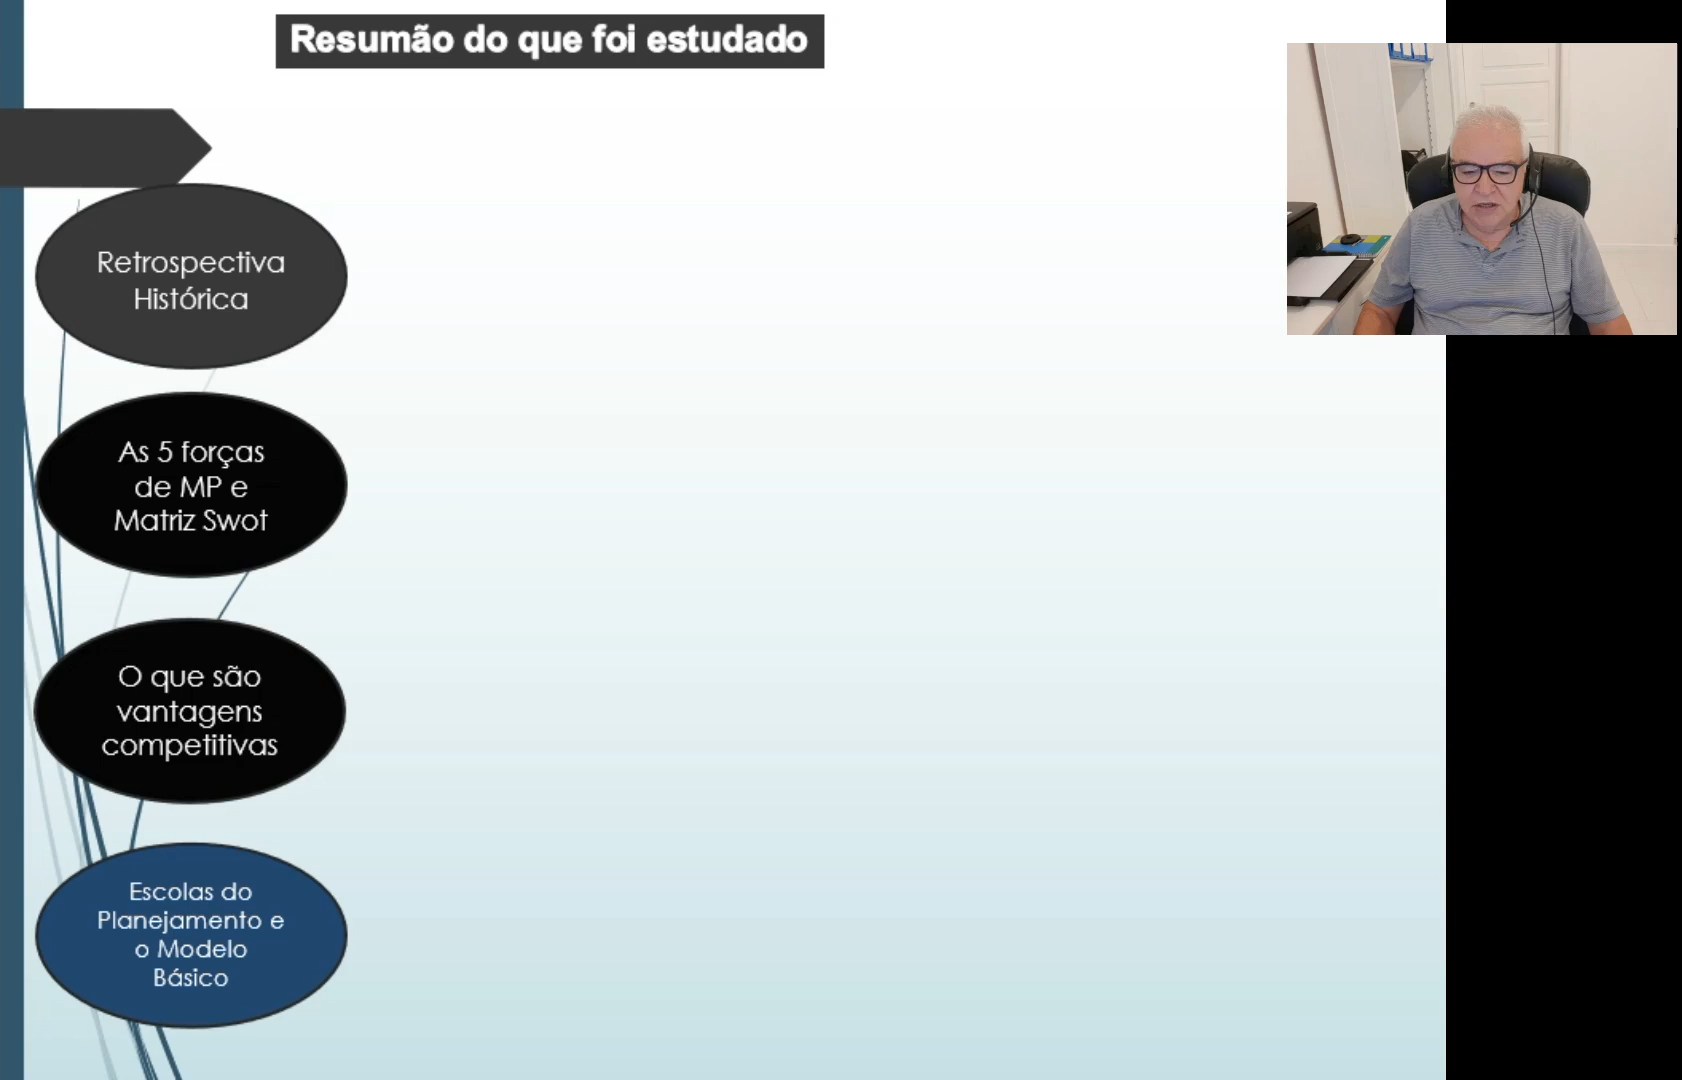 Resumão do que foi estudado
Retrospectiva
Histórica
As 5 forças
de MP e
Matriz Swot
O que são
vantagens
competitivas
Escolas do
Planejamento e
o Modelo
Básico